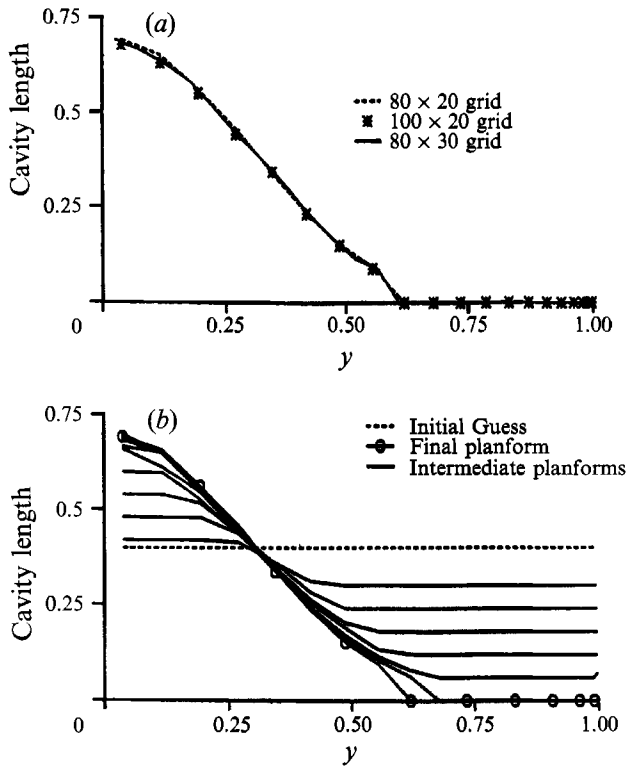 0.75
(a)
Cavity length
0.5
80 × 20 grid
100 × 20 grid
80 × 30 grid
0.25
0
0.25
0.50
0.75
1.00
y
0.75
(b)
Initial Guess
Final planform
Intermediate planforms
Cavity length
0.5
0.25
0
0.25
0.50
0.75
1.00
y